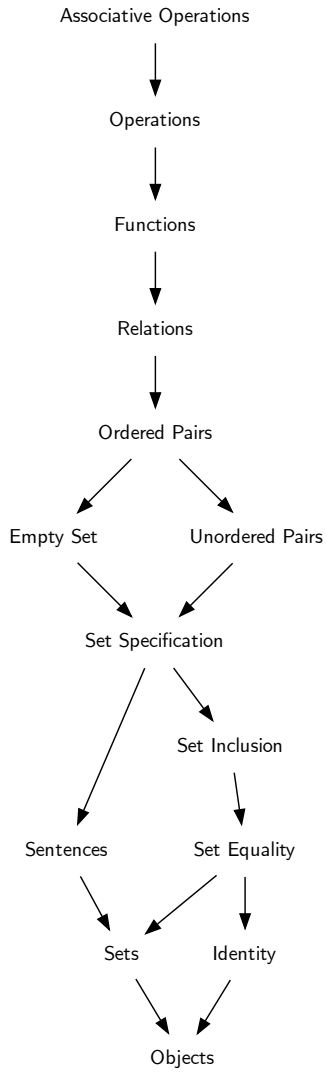 Associative Operations
Operations
Functions
Relations
Ordered Pairs
Empty Set
Unordered Pairs
Set Specification
Set Inclusion
Sentences
Set Equality
Sets
Identity
Objects